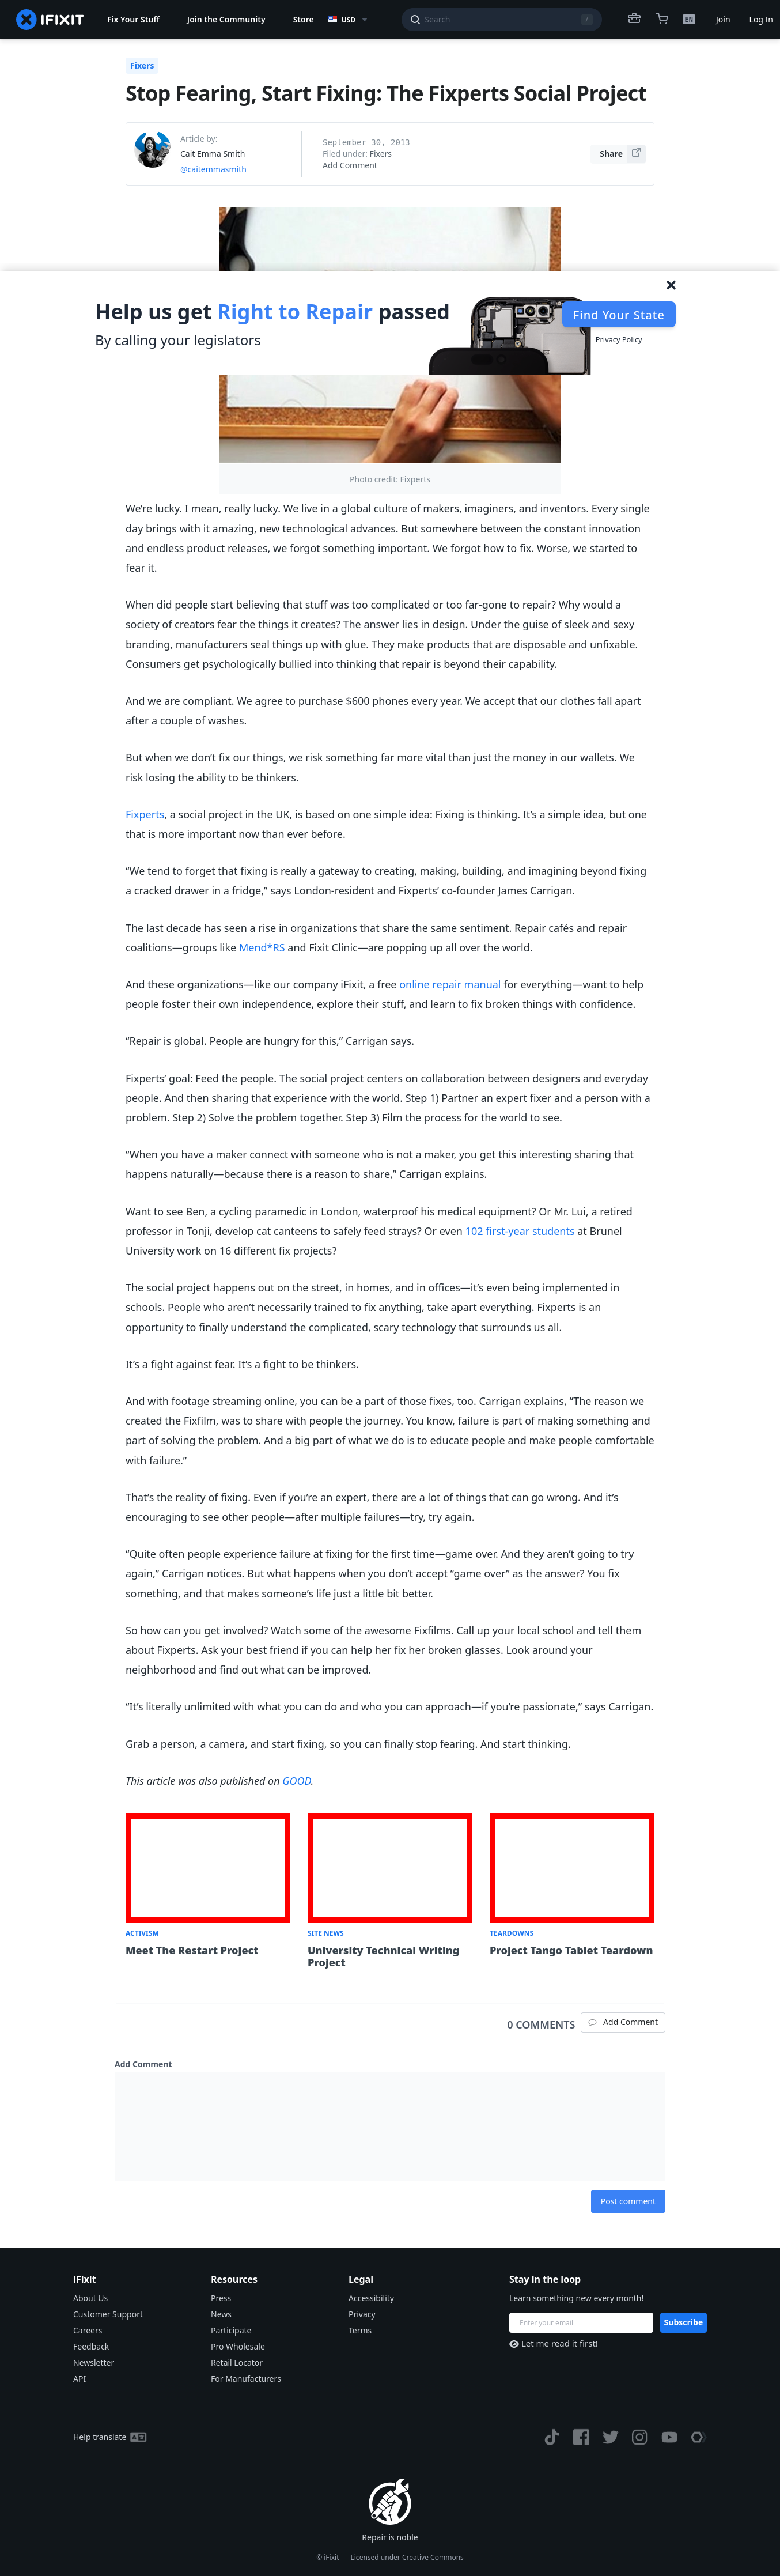 IFIXIT
Fix Your Stuff
Join the Community
Store
USD
Search
/
EN
Join
Log In
Fixers
Stop Fearing, Start Fixing: The Fixperts Social Project
Article by:
Cait Emma Smith
@caitemmasmith
September 30, 2013
Filed under: Fixers
Add Comment
Share
Help us get Right to Repair passed
By calling your legislators
Find Your State
Privacy Policy
Photo credit: Fixperts
We’re lucky. I mean, really lucky. We live in a global culture of makers, imaginers, and inventors. Every single
day brings with it amazing, new technological advances. But somewhere between the constant innovation
and endless product releases, we forgot something important. We forgot how to fix. Worse, we started to
fear it.
When did people start believing that stuff was too complicated or too far-gone to repair? Why would a
society of creators fear the things it creates? The answer lies in design. Under the guise of sleek and sexy
branding, manufacturers seal things up with glue. They make products that are disposable and unfixable.
Consumers get psychologically bullied into thinking that repair is beyond their capability.
And we are compliant. We agree to purchase $600 phones every year. We accept that our clothes fall apart
after a couple of washes.
But when we don’t fix our things, we risk something far more vital than just the money in our wallets. We
risk losing the ability to be thinkers.
Fixperts, a social project in the UK, is based on one simple idea: Fixing is thinking. It’s a simple idea, but one
that is more important now than ever before.
“We tend to forget that fixing is really a gateway to creating, making, building, and imagining beyond fixing
a cracked drawer in a fridge,” says London-resident and Fixperts’ co-founder James Carrigan.
The last decade has seen a rise in organizations that share the same sentiment. Repair cafés and repair
coalitions—groups like Mend*RS and Fixit Clinic—are popping up all over the world.
And these organizations—like our company iFixit, a free online repair manual for everything—want to help
people foster their own independence, explore their stuff, and learn to fix broken things with confidence.
“Repair is global. People are hungry for this,” Carrigan says.
Fixperts’ goal: Feed the people. The social project centers on collaboration between designers and everyday
people. And then sharing that experience with the world. Step 1) Partner an expert fixer and a person with a
problem. Step 2) Solve the problem together. Step 3) Film the process for the world to see.
“When you have a maker connect with someone who is not a maker, you get this interesting sharing that
happens naturally—because there is a reason to share,” Carrigan explains.
Want to see Ben, a cycling paramedic in London, waterproof his medical equipment? Or Mr. Lui, a retired
professor in Tonji, develop cat canteens to safely feed strays? Or even 102 first-year students at Brunel
University work on 16 different fix projects?
The social project happens out on the street, in homes, and in offices—it’s even being implemented in
schools. People who aren’t necessarily trained to fix anything, take apart everything. Fixperts is an
opportunity to finally understand the complicated, scary technology that surrounds us all.
It’s a fight against fear. It’s a fight to be thinkers.
And with footage streaming online, you can be a part of those fixes, too. Carrigan explains, “The reason we
created the Fixfilm, was to share with people the journey. You know, failure is part of making something and
part of solving the problem. And a big part of what we do is to educate people and make people comfortable
with failure.”
That’s the reality of fixing. Even if you’re an expert, there are a lot of things that can go wrong. And it’s
encouraging to see other people—after multiple failures—try, try again.
“Quite often people experience failure at fixing for the first time—game over. And they aren’t going to try
again,” Carrigan notices. But what happens when you don’t accept “game over” as the answer? You fix
something, and that makes someone’s life just a little bit better.
So how can you get involved? Watch some of the awesome Fixfilms. Call up your local school and tell them
about Fixperts. Ask your best friend if you can help her fix her broken glasses. Look around your
neighborhood and find out what can be improved.
“It’s literally unlimited with what you can do and who you can approach—if you’re passionate,” says Carrigan.
Grab a person, a camera, and start fixing, so you can finally stop fearing. And start thinking.
This article was also published on GOOD.
ACTIVISM
Meet The Restart Project
SITE NEWS
University Technical Writing
Project
TEARDOWNS
Project Tango Tablet Teardown
0 COMMENTS
Add Comment
Add Comment
Post comment
iFixit
About Us
Customer Support
Careers
Feedback
Newsletter
API
Resources
Press
News
Participate
Pro Wholesale
Retail Locator
For Manufacturers
Legal
Accessibility
Privacy
Terms
Stay in the loop
Learn something new every month!
Enter your email
Subscribe
Let me read it first!
Help translate
Repair is noble
© iFixit — Licensed under Creative Commons